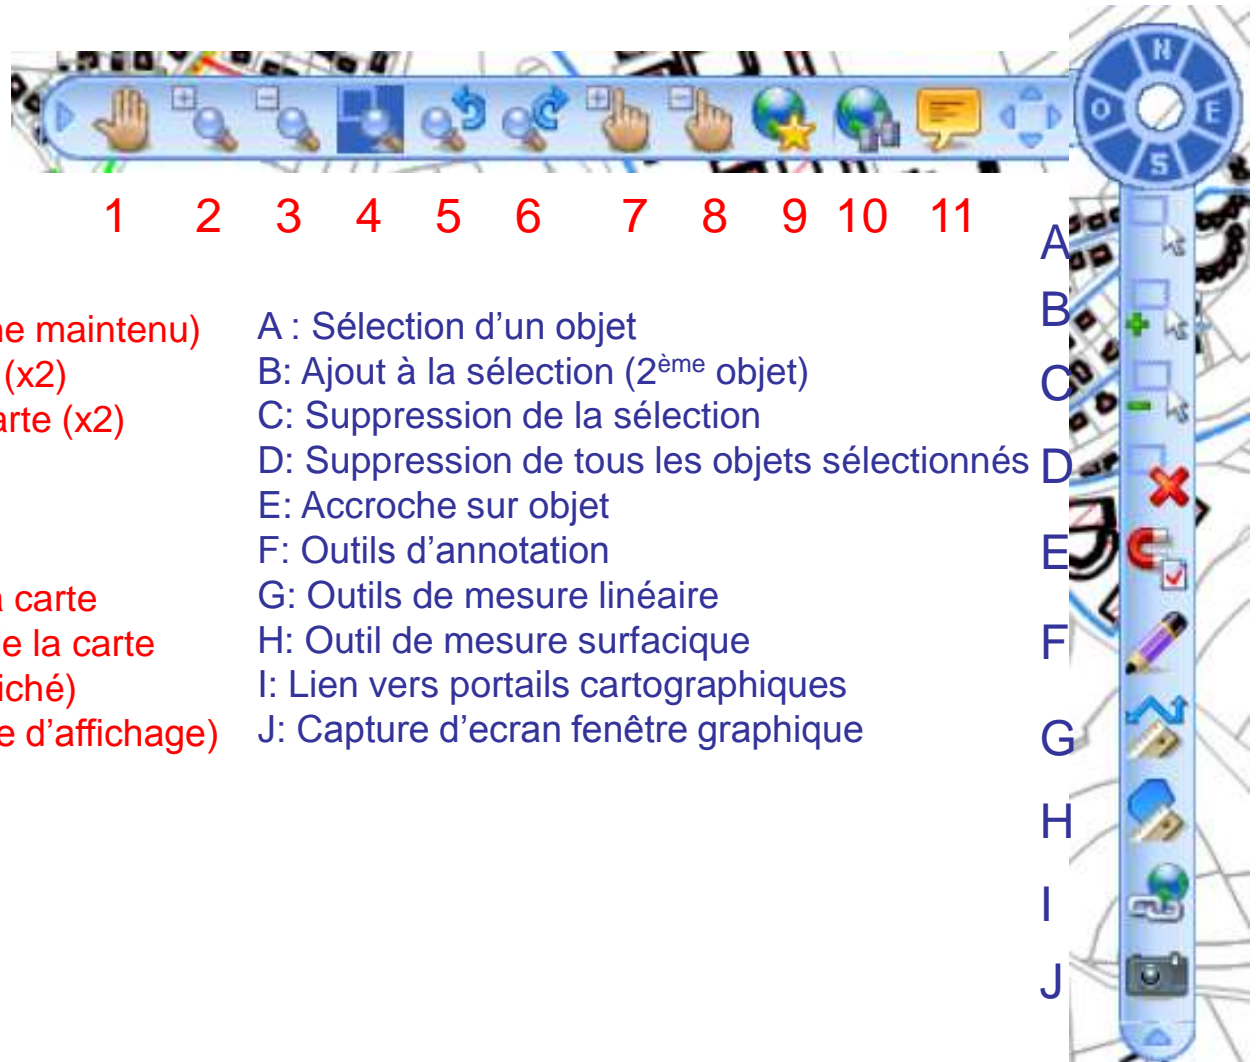 N
O E
S
1 2 3 4 5 6 7 8 9 10 11
maintenu)
(x2)
(x2)
carte
la carte
d'affichage)
A : Sélection d'un objet
B: Ajout à la sélection (2ème objet)
C: Suppression de la sélection
D: Suppression de tous les objets sélectionnés
E: Accroche sur objet
F: Outils d'annotation
G: Outils de mesure linéaire
H: Outil de mesure surfacique
I: Lien vers portails cartographiques
J: Capture d'ecran fenêtre graphique
A
B
C
D
E
F
G
H
I
J